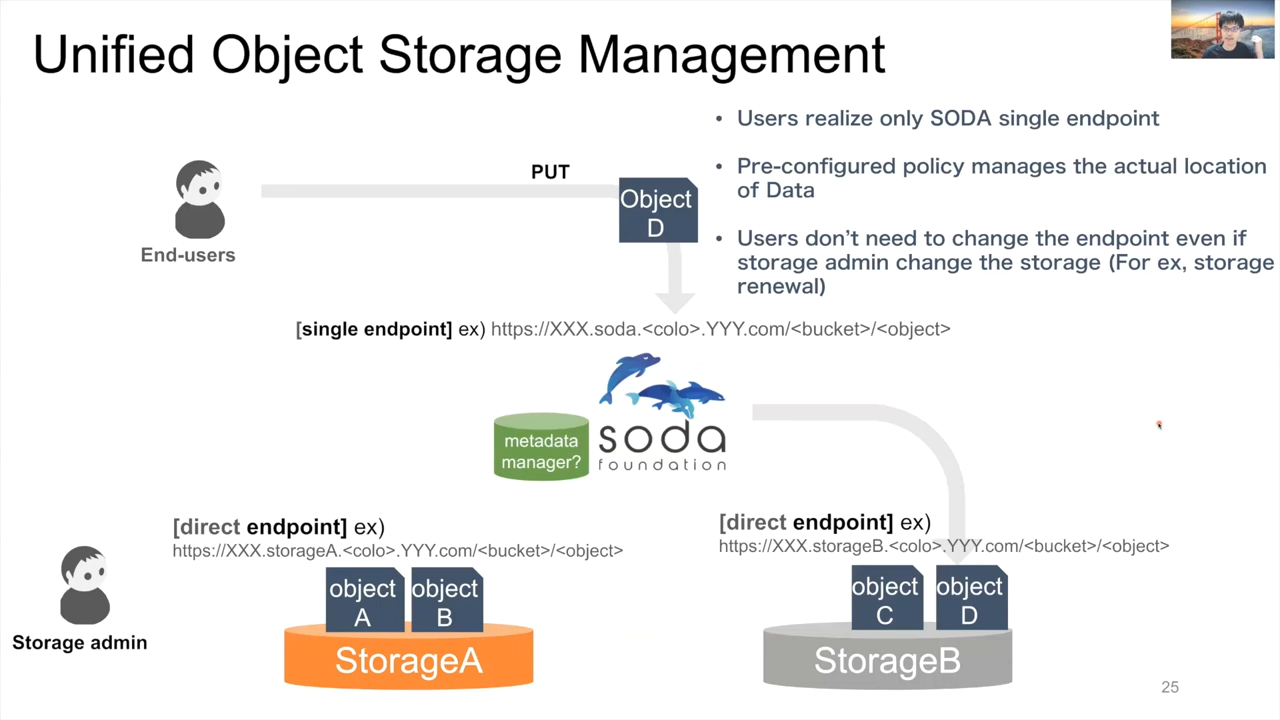 Unified Object Storage Management
• Users realize only SODA single endpoint
• Pre-configured policy manages the actual location
of Data
• Users don't need to change the endpoint even if
storage admin change the storage (For ex, storage
renewal)
PUT
Object
D
End-users
[single endpoint] ex) https://XXX.soda.<colo>.YYY.com/<bucket>/<object>
metadata
manager?
soda
foundation
[direct endpoint] ex)
https://XXX.storageA.<colo>.YYY.com/<bucket>/<object>
[direct endpoint] ex)
https://XXX.storageB.<colo>.YYY.com/<bucket>/<object>
object
A
object
B
object
C
object
D
Storage admin
StorageA
StorageB
25